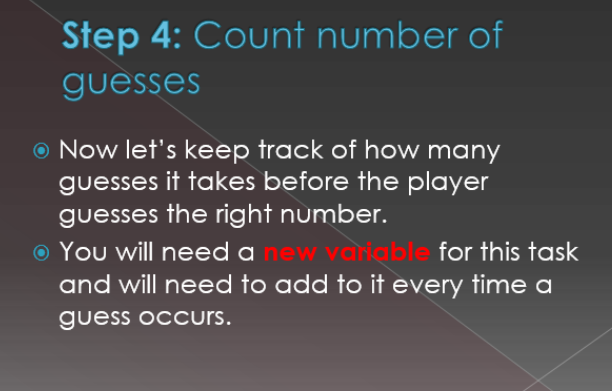 Step 4: Count number of
guesses
Now let's keep track of how many
guesses it takes before the player
guesses the right number.
You will need a new variable for this task
and will need to add to it every time a
guess occurs.